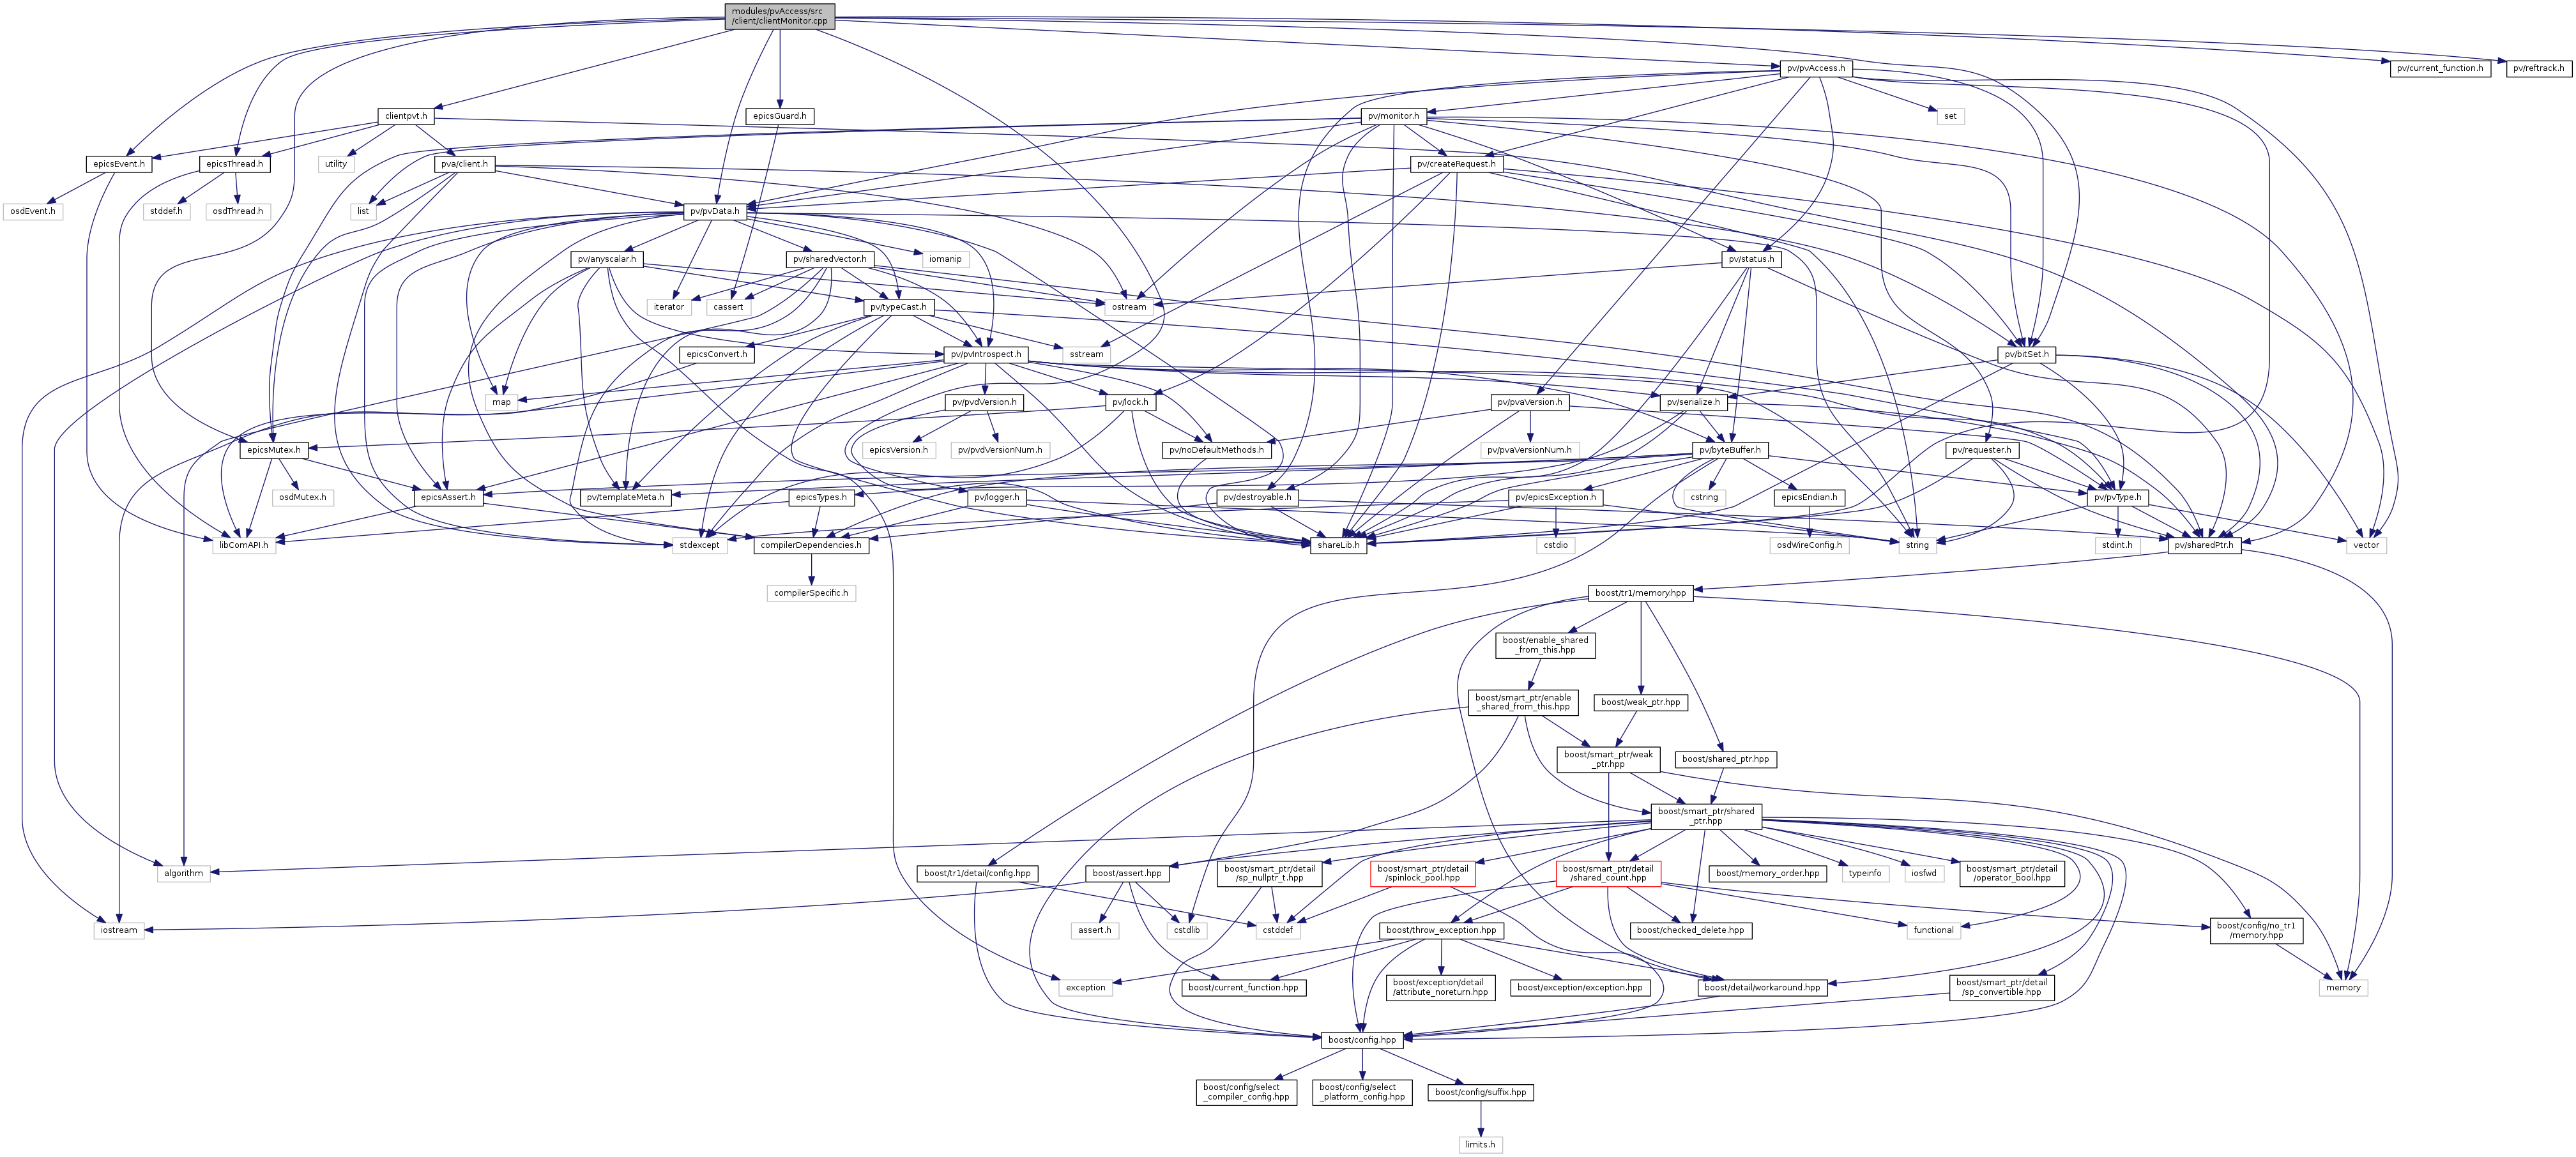 modules/pvAccess/src
/client/clientMonitor.cpp
pv/pvAccess.h
pv/current_function.h
pv/reftrack.h
clientpvt.h
epicsGuard.h
pv/monitor.h
set
epicsEvent.h
epicsThread.h
utility
pva/client.h
pv/createRequest.h
osdEvent.h
stddef.h
osdThread.h
list
pv/pvData.h
pv/anyscalar.h
pv/sharedVector.h
iomanip
pv/status.h
iterator
cassert
pv/typeCast.h
ostream
epicsConvert.h
pv/pvIntrospect.h
sstream
pv/bitSet.h
map
pv/pvdVersion.h
pv/lock.h
pv/pvaVersion.h
pv/serialize.h
epicsMutex.h
epicsVersion.h
pv/pvdVersionNum.h
pv/noDefaultMethods.h
pv/pvaVersionNum.h
pv/byteBuffer.h
pv/requester.h
osdMutex.h
epicsAssert.h
pv/templateMeta.h
epicsTypes.h
pv/logger.h
pv/destroyable.h
pv/epicsException.h
cstring
epicsEndian.h
pv/pvType.h
libComAPI.h
stdexcept
compilerDependencies.h
shareLib.h
cstdio
osdWireConfig.h
string
stdint.h
pv/sharedPtr.h
vector
compilerSpecific.h
boost/tr1/memory.hpp
boost/enable_shared
_from_this.hpp
boost/smart_ptr/enable
_shared_from_this.hpp
boost/weak_ptr.hpp
boost/smart_ptr/weak
_ptr.hpp
boost/shared_ptr.hpp
boost/smart_ptr/shared
_ptr.hpp
algorithm
boost/tr1/detail/config.hpp
boost/assert.hpp
boost/smart_ptr/detail
/sp_nullptr_t.hpp
boost/smart_ptr/detail
/spinlock_pool.hpp
boost/smart_ptr/detail
/shared_count.hpp
boost/memory_order.hpp
typeinfo
iosfwd
boost/smart_ptr/detail
/operator_bool.hpp
iostream
assert.h
cstdlib
cstddef
boost/throw_exception.hpp
boost/checked_delete.hpp
functional
boost/config/no_tr1
/memory.hpp
exception
boost/current_function.hpp
boost/exception/detail
/attribute_noreturn.hpp
boost/exception/exception.hpp
boost/detail/workaround.hpp
boost/smart_ptr/detail
/sp_convertible.hpp
memory
boost/config.hpp
boost/config/select
_compiler_config.hpp
boost/config/select
_platform_config.hpp
boost/config/suffix.hpp
limits.h